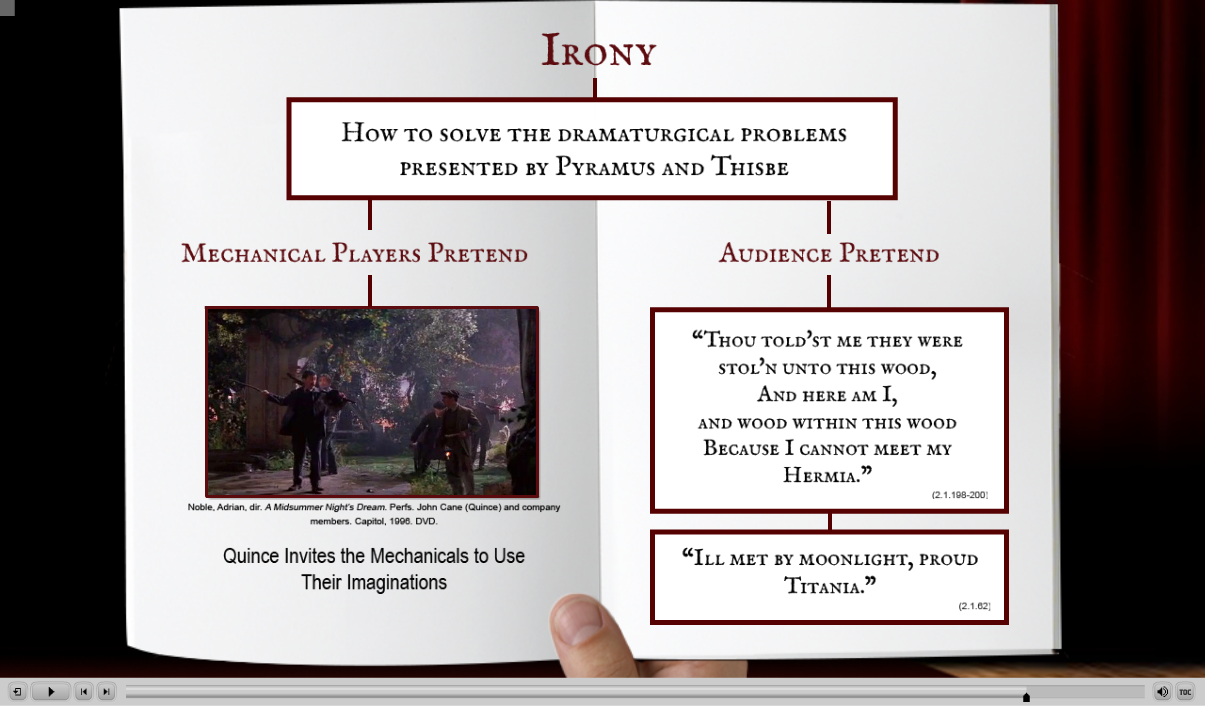 Irony
How to solve the dramaturgical problems
presented by Pyramus and Thisbe
Mechanical Players Pretend
Noble, Adrian, dir. A Midsummer Night's Dream. Perfs. John Cane (Quince) and company
members. Capitol, 1996. DVD.
Quince Invites the Mechanicals to Use
Their Imaginations
Audience Pretend
“Thou told’st me they were
stol’n unto this wood,
And here am I,
and wood within this wood
Because I cannot meet my
Hermia.”
(2.1.198-200)
“Ill met by moonlight, proud
Titania.”
(2.1.62)
TOC